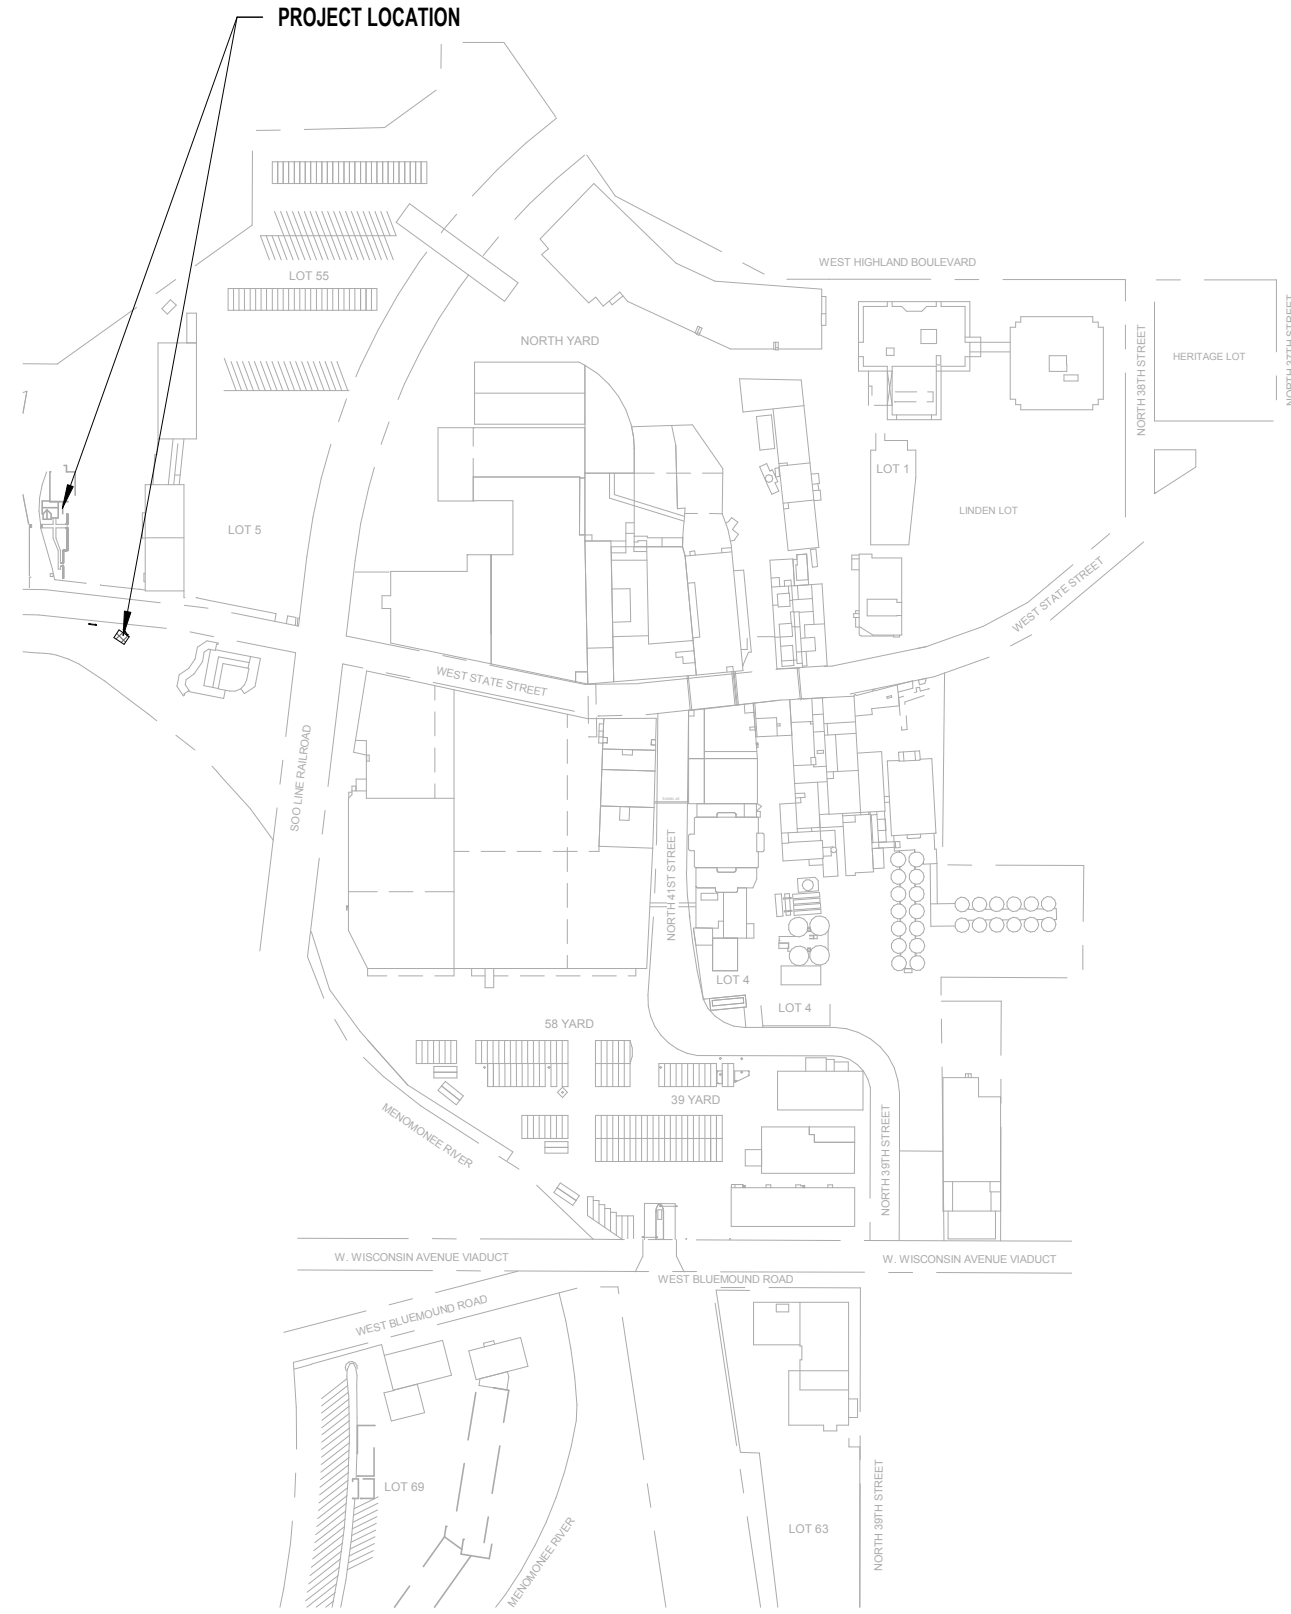 PROJECT LOCATION
WEST HIGHLAND BOULEVARD
LOT 55
NORTH 37TH STREET
NORTH YARD
NORTH 38TH STREET
HERITAGE LOT
LOT 1
LINDEN LOT
LOT 5
WEST STATE STREET
WEST STATE STREET
SOO LINE RAILROAD
NORTH 41ST STREET
LOT 4
LOT 4
58 YARD
39 YARD
MENOMONEE RIVER
NORTH 39TH STREET
W. WISCONSIN AVENUE VIADUCT
W. WISCONSIN AVENUE VIADUCT
WEST BLUEMOUND ROAD
WEST BLUEMOUND ROAD
LOT 69
NORTH 39TH STREET
LOT 63
MENOMONEE RIVER